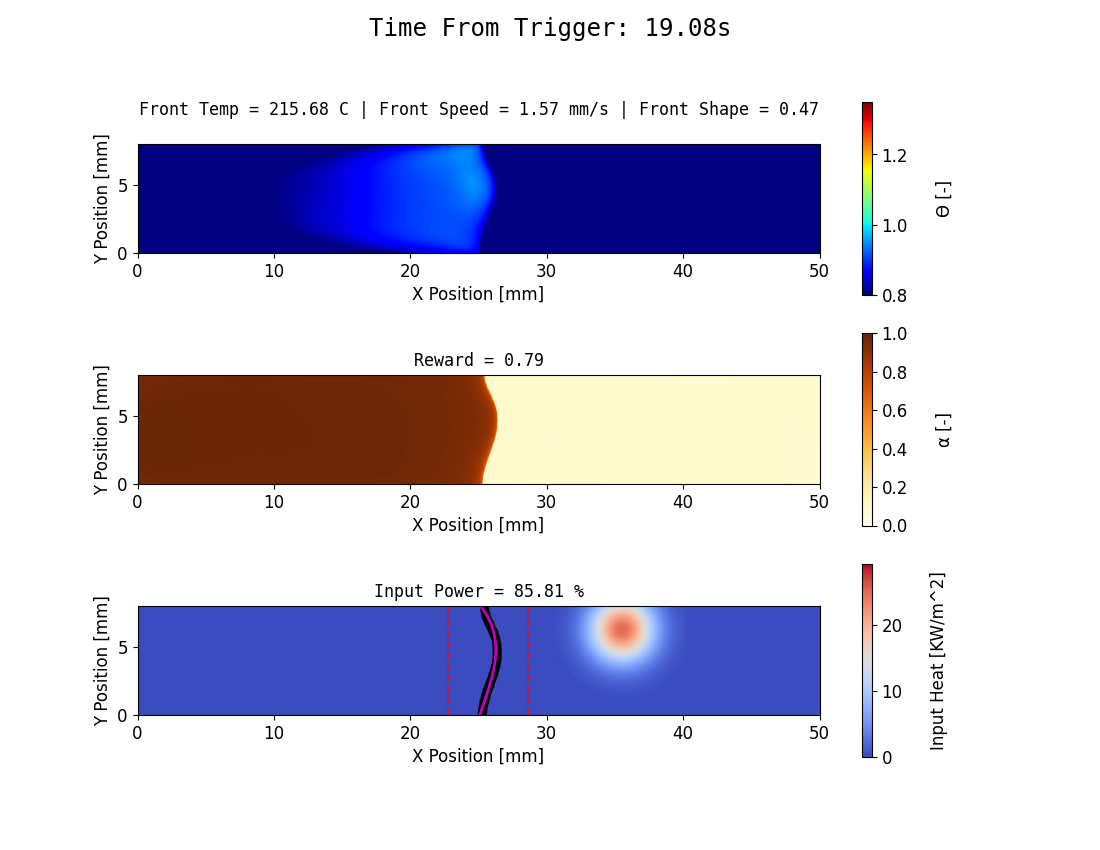 Time From Trigger: 19.08s
Front Temp = 215.68 C | Front Speed = 1.57 mm/s | Front Shape = 0.47
Y Position [mm]
5
0
0 10 20 30 40 50
X Position [mm]
1.2
1.0
0.8
Θ [-]
Reward = 0.79
Y Position [mm]
5
0
0 10 20 30 40 50
X Position [mm]
1.0
0.8
0.6
0.4
0.2
0.0
α [-]
Input Power = 85.81 %
Y Position [mm]
5
0
0 10 20 30 40 50
X Position [mm]
20
10
0
Input Heat [KW/m^2]